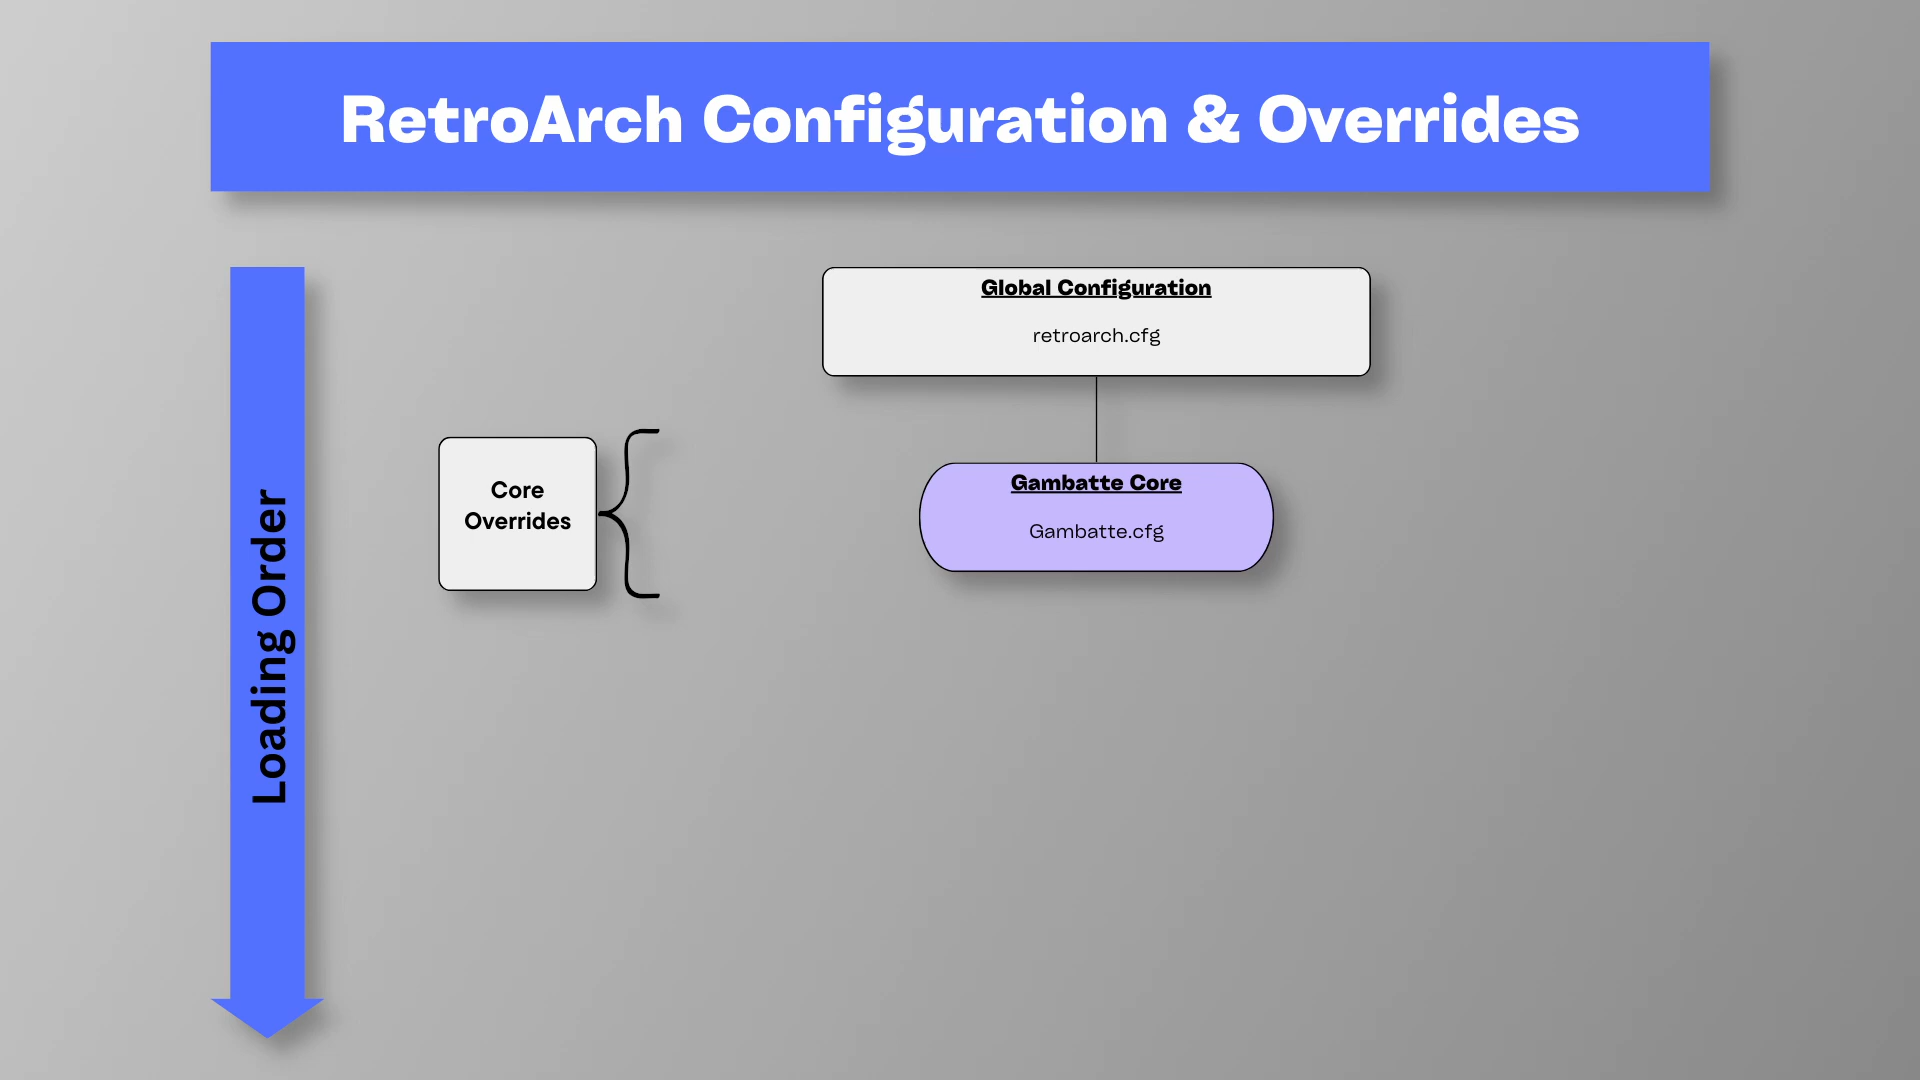 RetroArch Configuration & Overrides
Global Configuration
retroarch.cfg
Core
Overrides
Gambatte Core
Gambatte.cfg
Loading Order